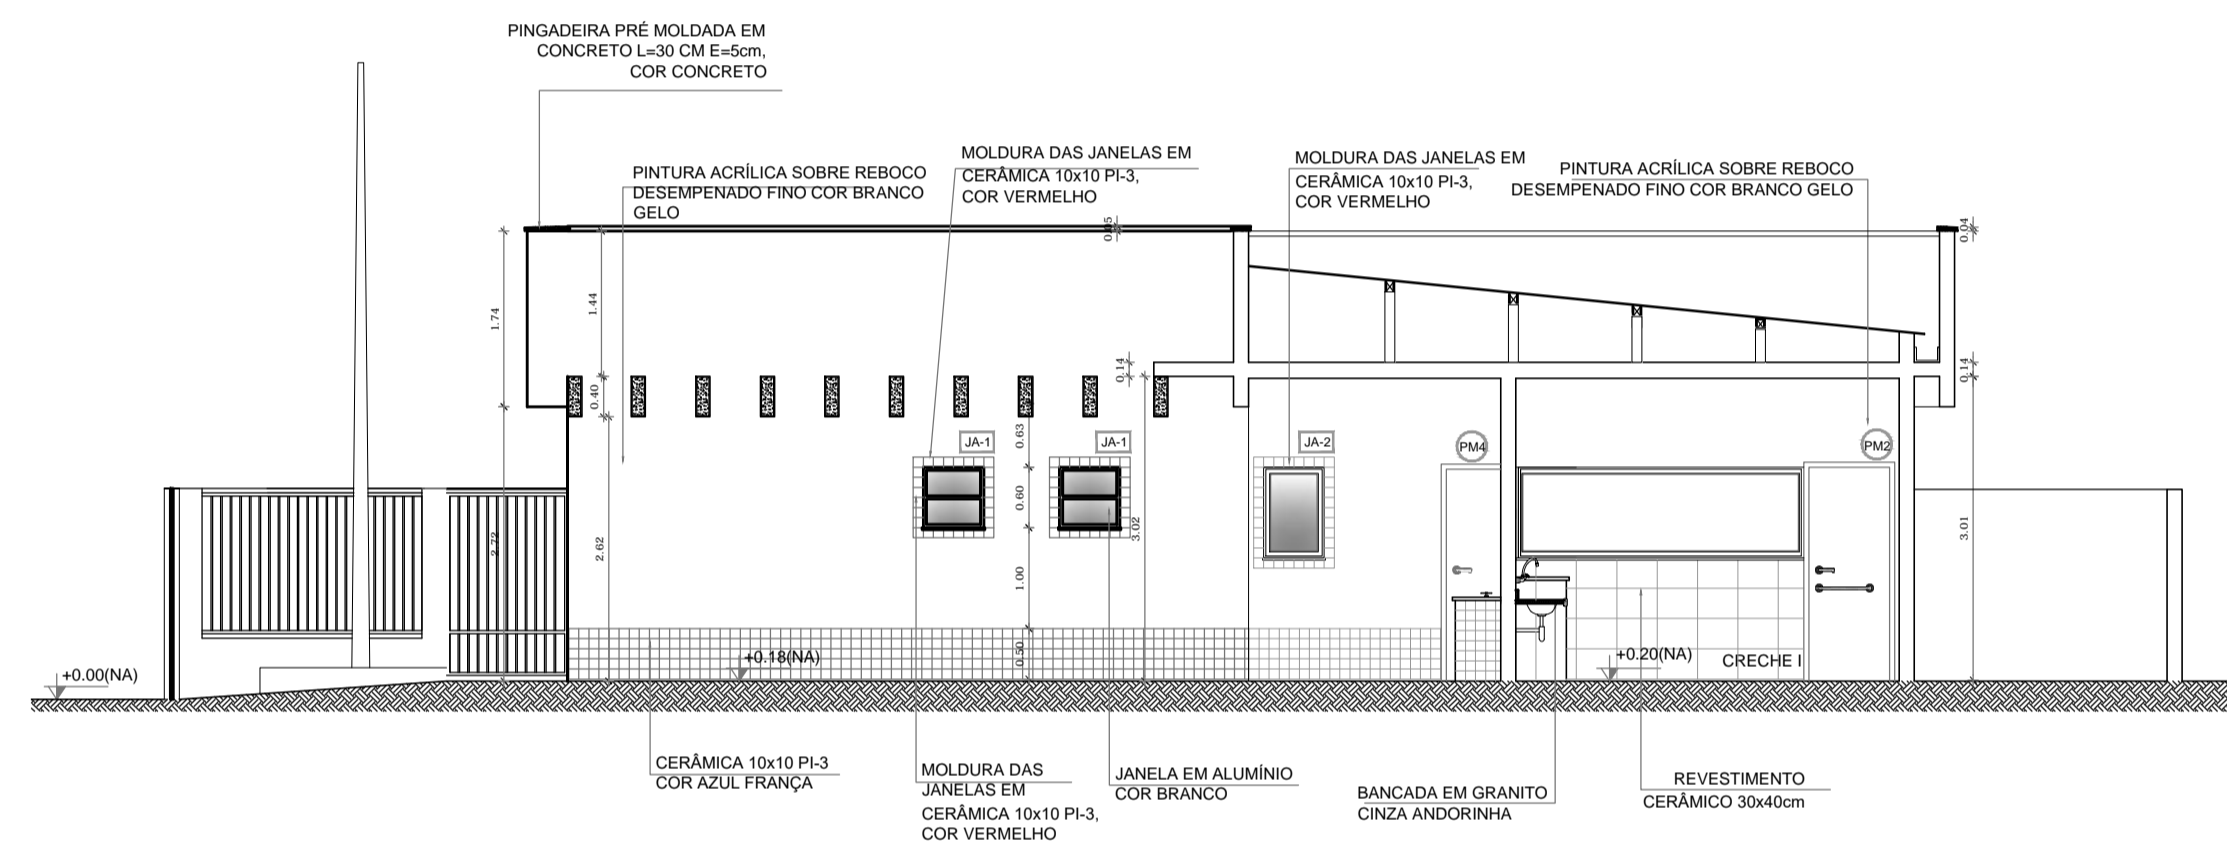 PINGADEIRA PRÉ MOLDADA EM
CONCRETO L=30 CM E=5cm,
COR CONCRETO
PINTURA ACRÍLICA SOBRE REBOCO
DESEMPENADO FINO COR BRANCO
GELO
MOLDURA DAS JANELAS EM
CERÂMICA 10x10 PI-3,
COR VERMELHO
MOLDURA DAS JANELAS EM
CERÂMICA 10x10 PI-3,
COR VERMELHO
PINTURA ACRÍLICA SOBRE REBOCO
DESEMPENADO FINO COR BRANCO GELO
0.05
0.04
1.74
1.44
0.40
0.14
0.14
JA-1
JA-1
JA-2
PM4
PM2
0.63
0.60
3.02
2.72
2.62
3.01
1.00
0.50
+0.00(NA)
+0.18(NA)
+0.20(NA)
CRECHE I
CERÂMICA 10x10 PI-3
COR AZUL FRANÇA
MOLDURA DAS
JANELAS EM
CERÂMICA 10x10 PI-3,
COR VERMELHO
JANELA EM ALUMÍNIO
COR BRANCO
BANCADA EM GRANITO
CINZA ANDORINHA
REVESTIMENTO
CERÂMICO 30x40cm